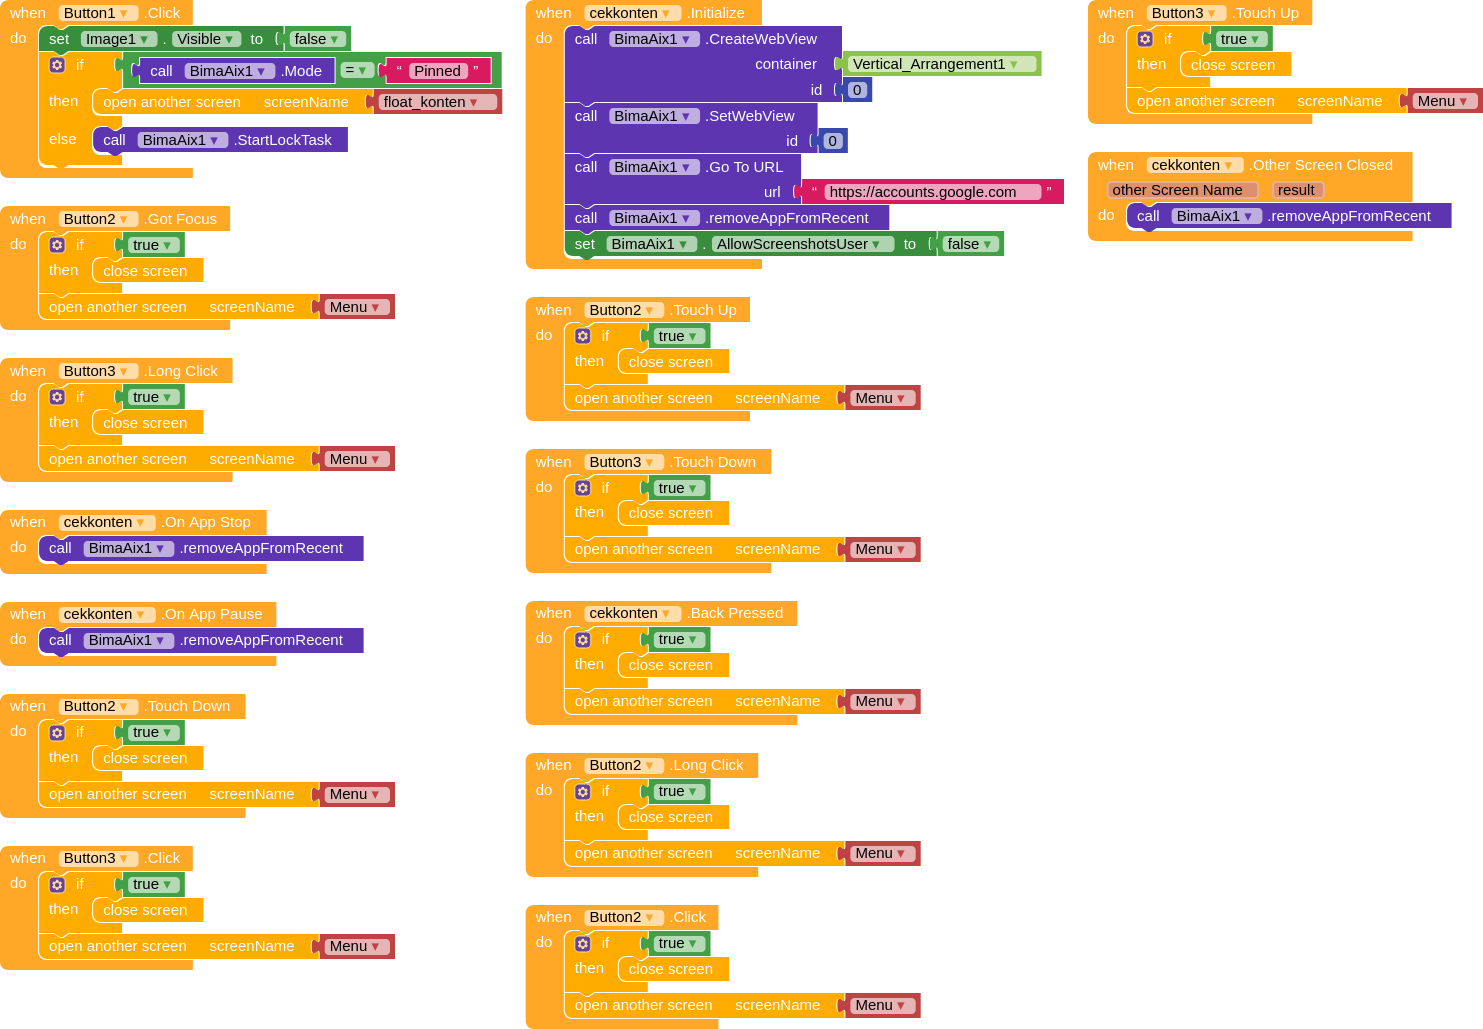 when Button1 .Click
do set Image1 . Visible to false
if call BimaAix1 .Mode = “ Pinned ”
then open another screen screenName float_konten
else call BimaAix1 .StartLockTask
when Button2 .Got Focus
do if true
then close screen
open another screen screenName Menu
when Button3 .Long Click
do if true
then close screen
open another screen screenName Menu
when cekkonten .On App Stop
do call BimaAix1 .removeAppFromRecent
when cekkonten .On App Pause
do call BimaAix1 .removeAppFromRecent
when Button2 .Touch Down
do if true
then close screen
open another screen screenName Menu
when Button3 .Click
do if true
then close screen
open another screen screenName Menu
when cekkonten .Initialize
do call BimaAix1 .CreateWebView
container Vertical_Arrangement1
id 0
call BimaAix1 .SetWebView
id 0
call BimaAix1 .Go To URL
url “ https://accounts.google.com ”
call BimaAix1 .removeAppFromRecent
set BimaAix1 . AllowScreenshotsUser to false
when Button2 .Touch Up
do if true
then close screen
open another screen screenName Menu
when Button3 .Touch Down
do if true
then close screen
open another screen screenName Menu
when cekkonten .Back Pressed
do if true
then close screen
open another screen screenName Menu
when Button2 .Long Click
do if true
then close screen
open another screen screenName Menu
when Button2 .Click
do if true
then close screen
open another screen screenName Menu
when Button3 .Touch Up
do if true
then close screen
open another screen screenName Menu
when cekkonten .Other Screen Closed
other Screen Name result
do call BimaAix1 .removeAppFromRecent